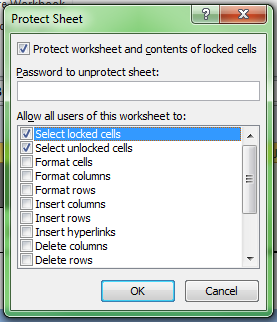 Protect Sheet
Protect worksheet and contents of locked cells
Password to unprotect sheet:
Allow all users of this worksheet to:
Select locked cells
Select unlocked cells
Format cells
Format columns
Format rows
Insert columns
Insert rows
Insert hyperlinks
Delete columns
Delete rows
OK
Cancel